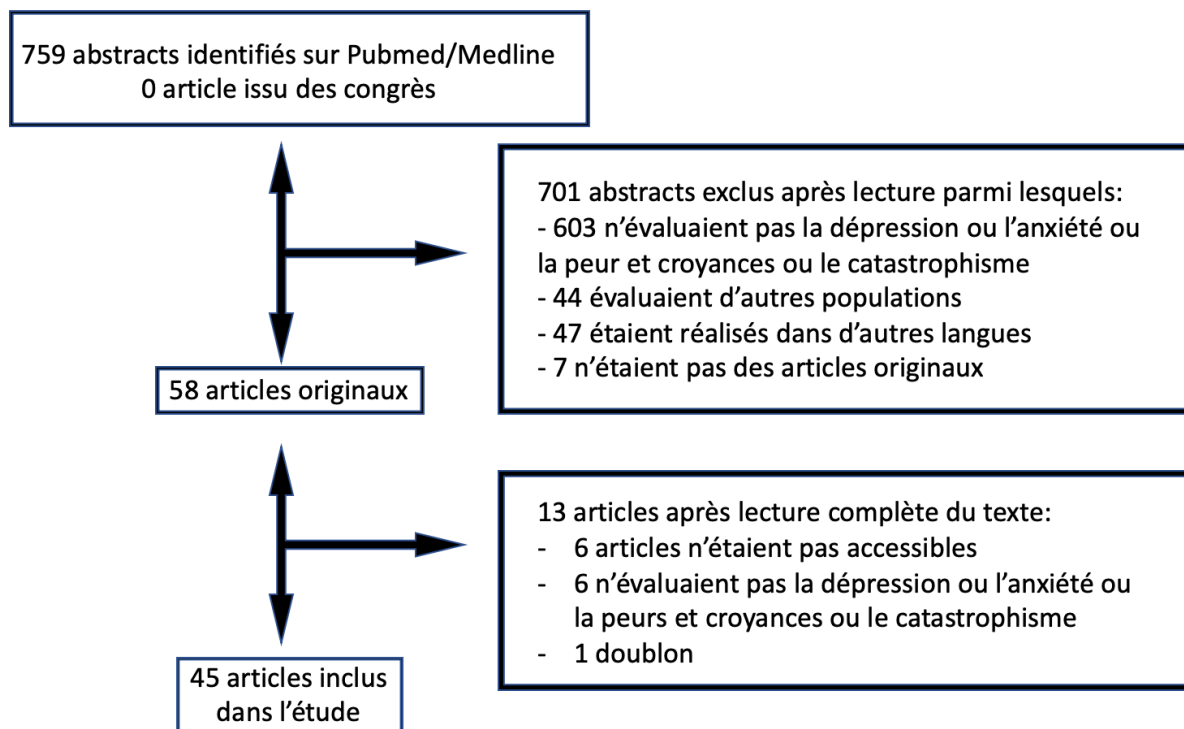 759 abstracts identifiés sur Pubmed/Medline
0 article issu des congrès
701 abstracts exclus après lecture parmi lesquels:
- 603 n’évaluaient pas la dépression ou l’anxiété ou
la peur et croyances ou le catastrophisme
- 44 évaluaient d’autres populations
- 47 étaient réalisés dans d’autres langues
- 7 n’étaient pas des articles originaux
58 articles originaux
13 articles après lecture complète du texte:
- 6 articles n’étaient pas accessibles
- 6 n’évaluaient pas la dépression ou l’anxiété ou
la peurs et croyances ou le catastrophisme
- 1 doublon
45 articles inclus
dans l’étude